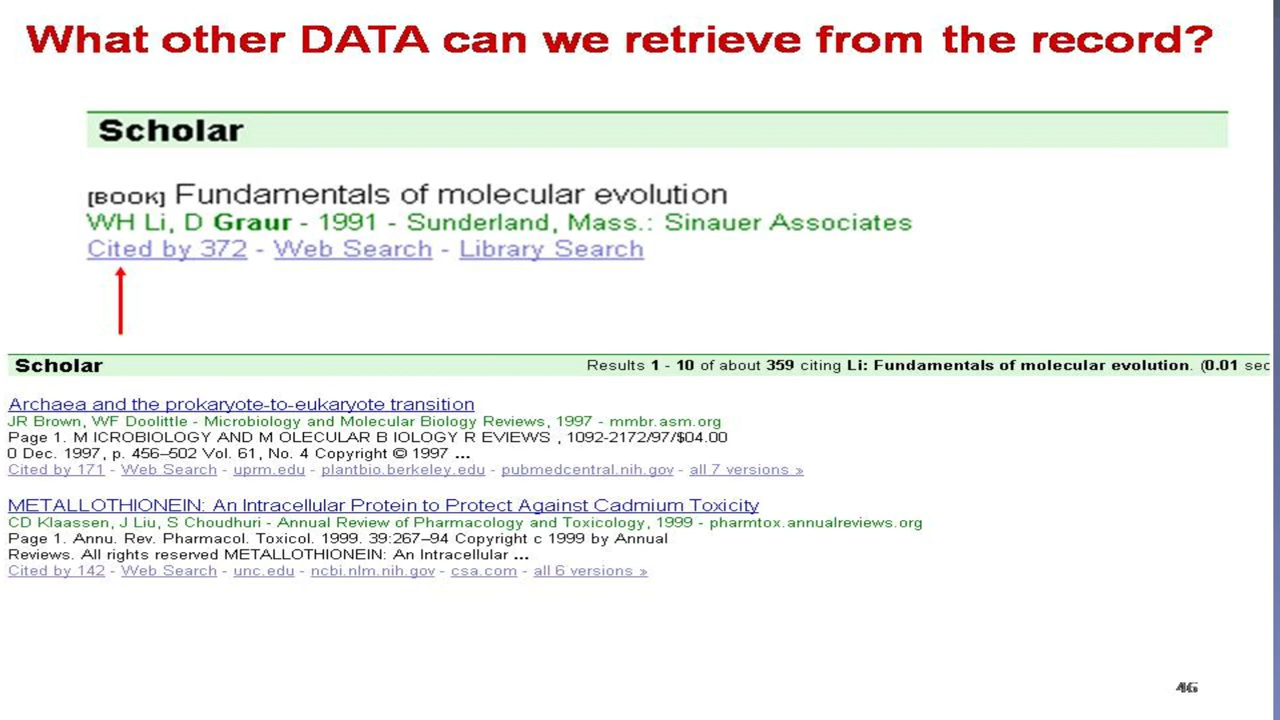 What other DATA can we retrieve from the record?
Scholar
[BOOK] Fundamentals of molecular evolution
WH Li, D Graur - 1991 - Sunderland, Mass.: Sinauer Associates
Cited by 372 - Web Search - Library Search
Scholar Results 1 - 10 of about 359 citing Li: Fundamentals of molecular evolution. (0.01 sec
Archaea and the prokaryote-to-eukaryote transition
JR Brown, WF Doolittle - Microbiology and Molecular Biology Reviews, 1997 - mmbr.asm.org
Page 1. M ICROBIOLOGY AND M OLECULAR B IOLOGY R EVIEWS , 1092-2172/97/$04.00
0 Dec. 1997, p. 456–502 Vol. 61, No. 4 Copyright © 1997 ...
Cited by 171 - Web Search - uprm.edu - plantbio.berkeley.edu - pubmedcentral.nih.gov - all 7 versions »
METALLOTHIONEIN: An Intracellular Protein to Protect Against Cadmium Toxicity
CD Klaassen, J Liu, S Choudhuri - Annual Review of Pharmacology and Toxicology, 1999 - pharmtox.annualreviews.org
Page 1. Annu. Rev. Pharmacol. Toxicol. 1999. 39:267–94 Copyright c 1999 by Annual
Reviews. All rights reserved METALLOTHIONEIN: An Intracellular ...
Cited by 142 - Web Search - unc.edu - ncbi.nlm.nih.gov - csa.com - all 6 versions »